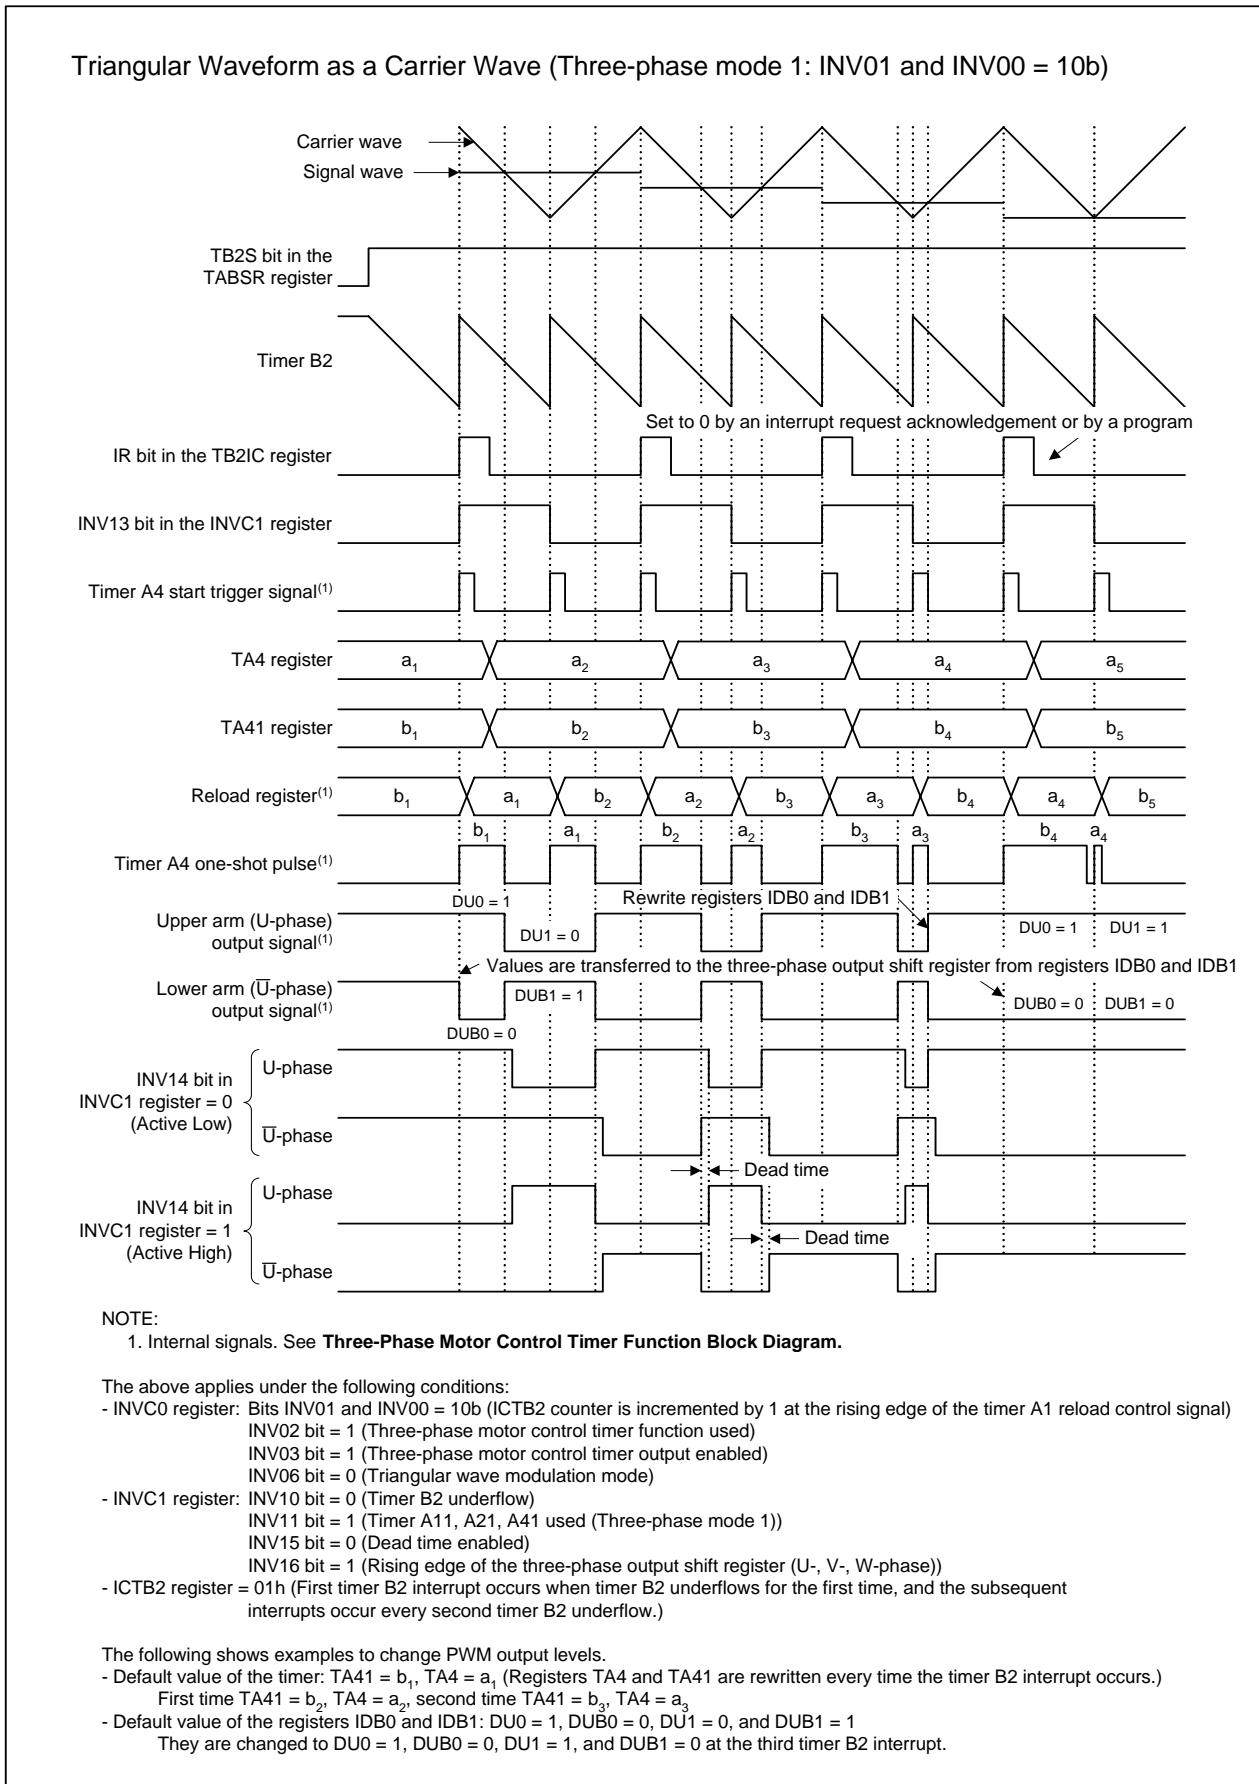 Triangular Waveform as a Carrier Wave (Three-phase mode 1: INV01 and INV00 = 10b)
Carrier wave
Signal wave
TB2S bit in the
TABSR register
Timer B2
Set to 0 by an interrupt request acknowledgement or by a program
IR bit in the TB2IC register
INV13 bit in the INVC1 register
Timer A4 start trigger signal(1)
TA4 register
a1 a2 a3 a4 a5
TA41 register
b1 b2 b3 b4 b5
Reload register(1)
b1 a1 b2 a2 b3 a3 b4 a4 b5
b1 a1 b2 a2 b3 a3 b4 a4
Timer A4 one-shot pulse(1)
DU0 = 1
Rewrite registers IDB0 and IDB1
Upper arm (U-phase)
output signal(1)
DU1 = 0
DU0 = 1
DU1 = 1
Values are transferred to the three-phase output shift register from registers IDB0 and IDB1
Lower arm (U̅-phase)
output signal(1)
DUB1 = 1
DUB0 = 0
DUB1 = 0
DUB0 = 0
INV14 bit in
INVC1 register = 0
(Active Low)
U-phase
U̅-phase
Dead time
INV14 bit in
INVC1 register = 1
(Active High)
U-phase
Dead time
U̅-phase
NOTE:
1. Internal signals. See Three-Phase Motor Control Timer Function Block Diagram.
The above applies under the following conditions:
- INVC0 register: Bits INV01 and INV00 = 10b (ICTB2 counter is incremented by 1 at the rising edge of the timer A1 reload control signal)
INV02 bit = 1 (Three-phase motor control timer function used)
INV03 bit = 1 (Three-phase motor control timer output enabled)
INV06 bit = 0 (Triangular wave modulation mode)
- INVC1 register: INV10 bit = 0 (Timer B2 underflow)
INV11 bit = 1 (Timer A11, A21, A41 used (Three-phase mode 1))
INV15 bit = 0 (Dead time enabled)
INV16 bit = 1 (Rising edge of the three-phase output shift register (U-, V-, W-phase))
- ICTB2 register = 01h (First timer B2 interrupt occurs when timer B2 underflows for the first time, and the subsequent
interrupts occur every second timer B2 underflow.)
The following shows examples to change PWM output levels.
- Default value of the timer: TA41 = b1, TA4 = a1 (Registers TA4 and TA41 are rewritten every time the timer B2 interrupt occurs.)
First time TA41 = b2, TA4 = a2, second time TA41 = b3, TA4 = a3
- Default value of the registers IDB0 and IDB1: DU0 = 1, DUB0 = 0, DU1 = 0, and DUB1 = 1
They are changed to DU0 = 1, DUB0 = 0, DU1 = 1, and DUB1 = 0 at the third timer B2 interrupt.